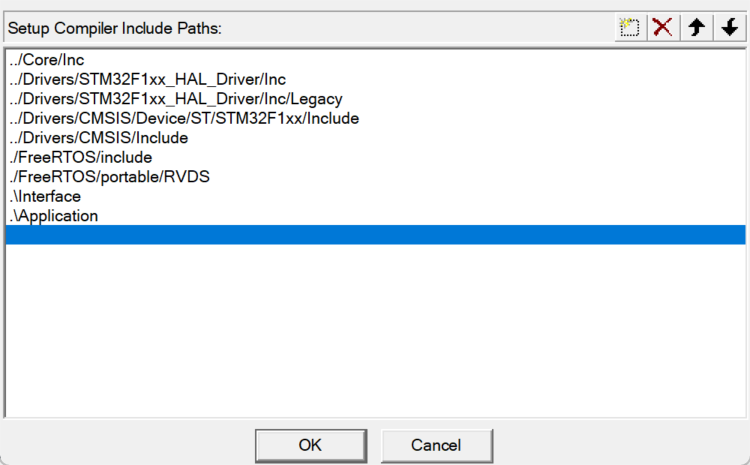 Setup Compiler Include Paths:
../Core/Inc
../Drivers/STM32F1xx_HAL_Driver/Inc
../Drivers/STM32F1xx_HAL_Driver/Inc/Legacy
../Drivers/CMSIS/Device/ST/STM32F1xx/Include
../Drivers/CMSIS/Include
./FreeRTOS/include
./FreeRTOS/portable/RVDS
.\Interface
.\Application
OK
Cancel